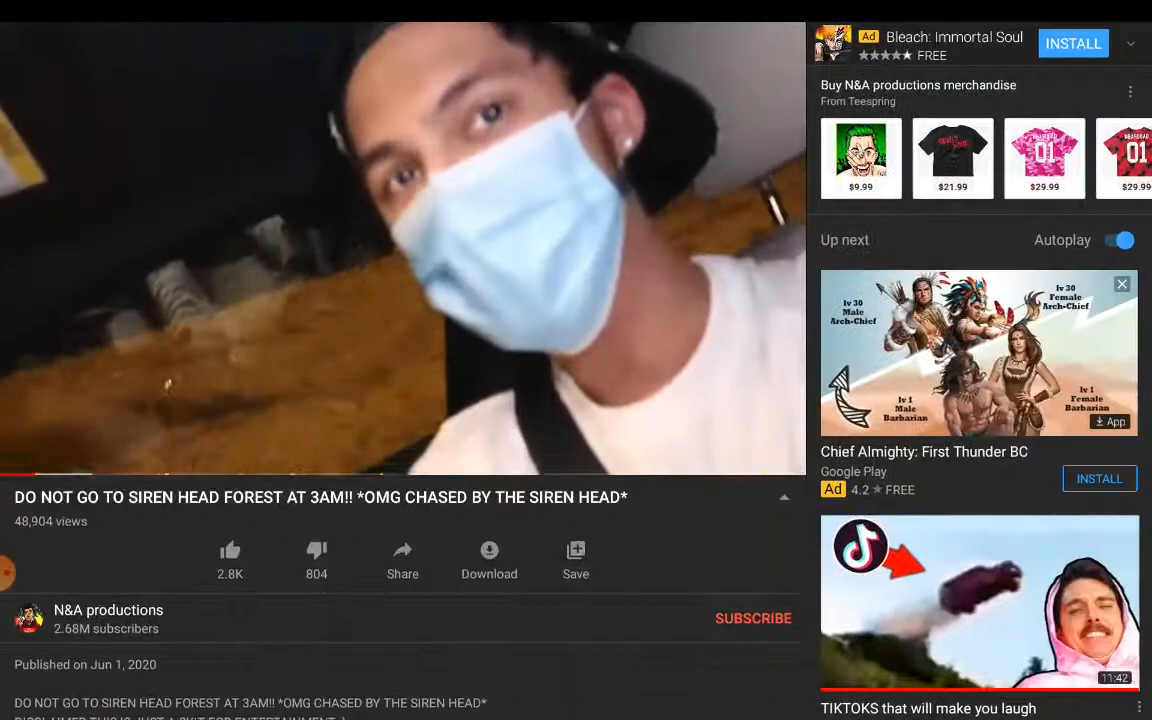 Ad Bleach: Immortal Soul
FREE
INSTALL
Buy N&A productions merchandise
From Teespring
$9.99
$21.99
01
$29.99
01
$29.99
Up next
Autoplay
lv 30
Male
Arch-Chief
lv 30
Female
Arch-Chief
lv 1
Male
Barbarian
lv 1
Female
Barbarian
App
Chief Almighty: First Thunder BC
Google Play
Ad 4.2 ★ FREE
INSTALL
11:42
TIKTOKS that will make you laugh
DO NOT GO TO SIREN HEAD FOREST AT 3AM!! *OMG CHASED BY THE SIREN HEAD*
48,904 views
2.8K
804
Share
Download
Save
N&A productions
2.68M subscribers
SUBSCRIBE
Published on Jun 1, 2020
DO NOT GO TO SIREN HEAD FOREST AT 3AM!! *OMG CHASED BY THE SIREN HEAD*